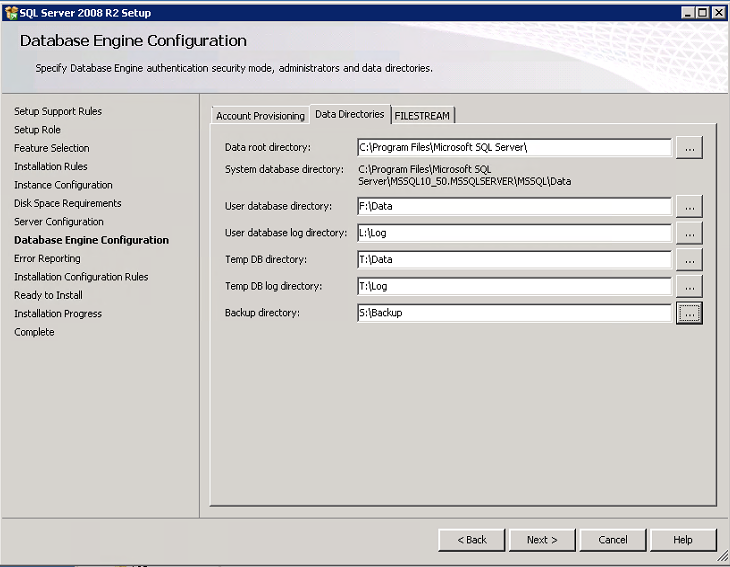 SQL Server 2008 R2 Setup
Database Engine Configuration
Specify Database Engine authentication security mode, administrators and data directories.
Setup Support Rules
Setup Role
Feature Selection
Installation Rules
Instance Configuration
Disk Space Requirements
Server Configuration
Database Engine Configuration
Error Reporting
Installation Configuration Rules
Ready to Install
Installation Progress
Complete
Account Provisioning Data Directories FILESTREAM
Data root directory: C:\Program Files\Microsoft SQL Server\ ...
System database directory: C:\Program Files\Microsoft SQL
Server\MSSQL10_50.MSSQLSERVER\MSSQL\Data
User database directory: F:\Data ...
User database log directory: L:\Log ...
Temp DB directory: T:\Data ...
Temp DB log directory: T:\Log ...
Backup directory: S:\Backup ...
< Back Next > Cancel Help